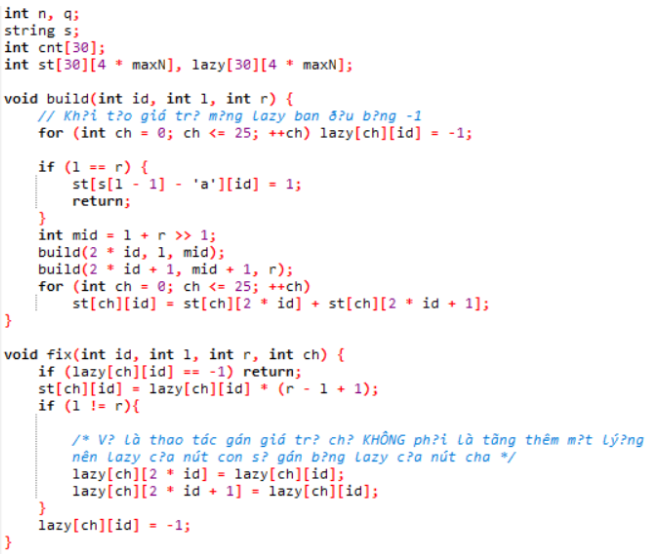 int n, q;
string s;
int cnt[30];
int st[30][4 * maxN], lazy[30][4 * maxN];
void build(int id, int l, int r) {
// Kh?i t?o giá tr? m?ng lazy ban ð?u b?ng -1
for (int ch = 0; ch <= 25; ++ch) lazy[ch][id] = -1;
if (l == r) {
st[s[l - 1] - 'a'][id] = 1;
return;
}
int mid = l + r >> 1;
build(2 * id, l, mid);
build(2 * id + 1, mid + 1, r);
for (int ch = 0; ch <= 25; ++ch)
st[ch][id] = st[ch][2 * id] + st[ch][2 * id + 1];
}
void fix(int id, int l, int r, int ch) {
if (lazy[ch][id] == -1) return;
st[ch][id] = lazy[ch][id] * (r - l + 1);
if (l != r){
/* V? là thao tác gán giá tr? ch? KHÔNG ph?i là tãng thêm m?t lý?ng
nên lazy c?a nút con s? gán b?ng lazy c?a nút cha */
lazy[ch][2 * id] = lazy[ch][id];
lazy[ch][2 * id + 1] = lazy[ch][id];
}
lazy[ch][id] = -1;
}